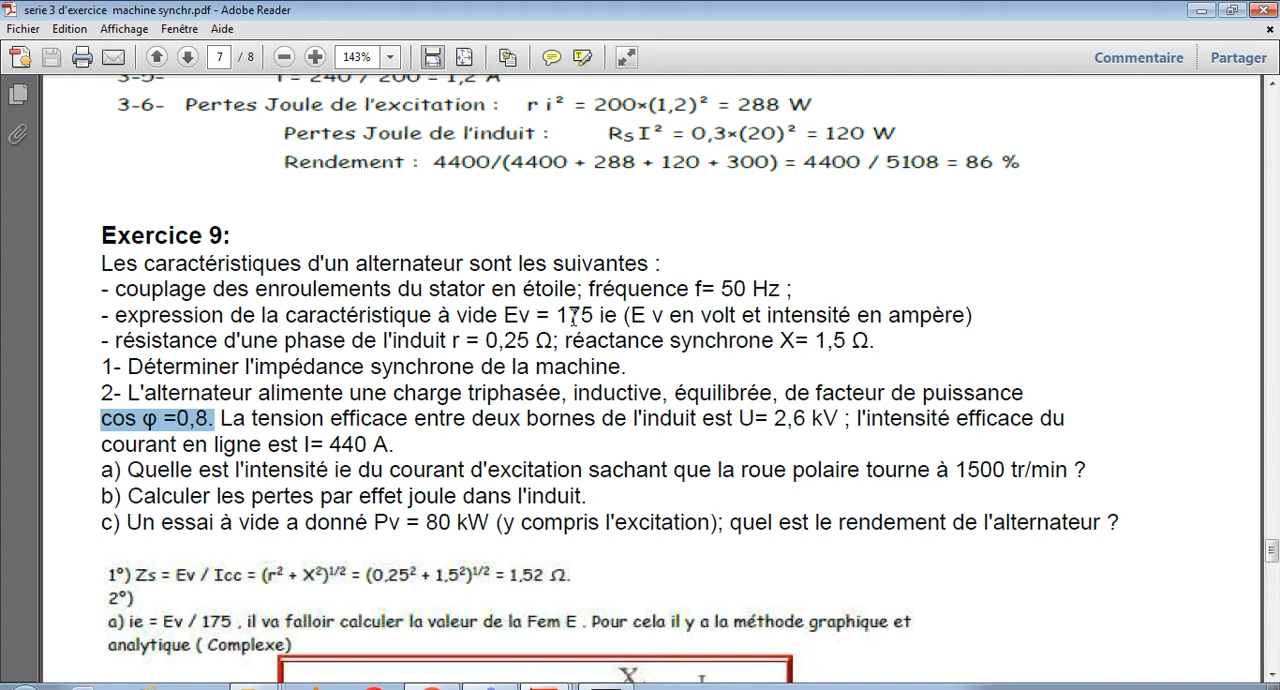 serie 3 d'exercice machine synchr.pdf - Adobe Reader
Fichier Edition Affichage Fenêtre Aide
7 / 8 143% Commentaire Partager
3-5- i = 240 / 200 = 1,2 A
3-6- Pertes Joule de l'excitation : r i² = 200×(1,2)² = 288 W
Pertes Joule de l'induit : RsI² = 0,3×(20)² = 120 W
Rendement : 4400/(4400 + 288 + 120 + 300) = 4400 / 5108 = 86 %
Exercice 9:
Les caractéristiques d'un alternateur sont les suivantes :
- couplage des enroulements du stator en étoile; fréquence f= 50 Hz ;
- expression de la caractéristique à vide Ev = 175 ie (E v en volt et intensité en ampère)
- résistance d'une phase de l'induit r = 0,25 Ω; réactance synchrone X= 1,5 Ω.
1- Déterminer l'impédance synchrone de la machine.
2- L'alternateur alimente une charge triphasée, inductive, équilibrée, de facteur de puissance
cos φ =0,8. La tension efficace entre deux bornes de l'induit est U= 2,6 kV ; l'intensité efficace du
courant en ligne est I= 440 A.
a) Quelle est l'intensité ie du courant d'excitation sachant que la roue polaire tourne à 1500 tr/min ?
b) Calculer les pertes par effet joule dans l'induit.
c) Un essai à vide a donné Pv = 80 kW (y compris l'excitation); quel est le rendement de l'alternateur ?
1°) Zs = Ev / Icc = (r² + X²)¹/² = (0,25² + 1,5²)¹/² = 1,52 Ω.
2°)
a) ie = Ev / 175 , il va falloir calculer la valeur de la Fem E . Pour cela il y a la méthode graphique et
analytique ( Complexe)
X I